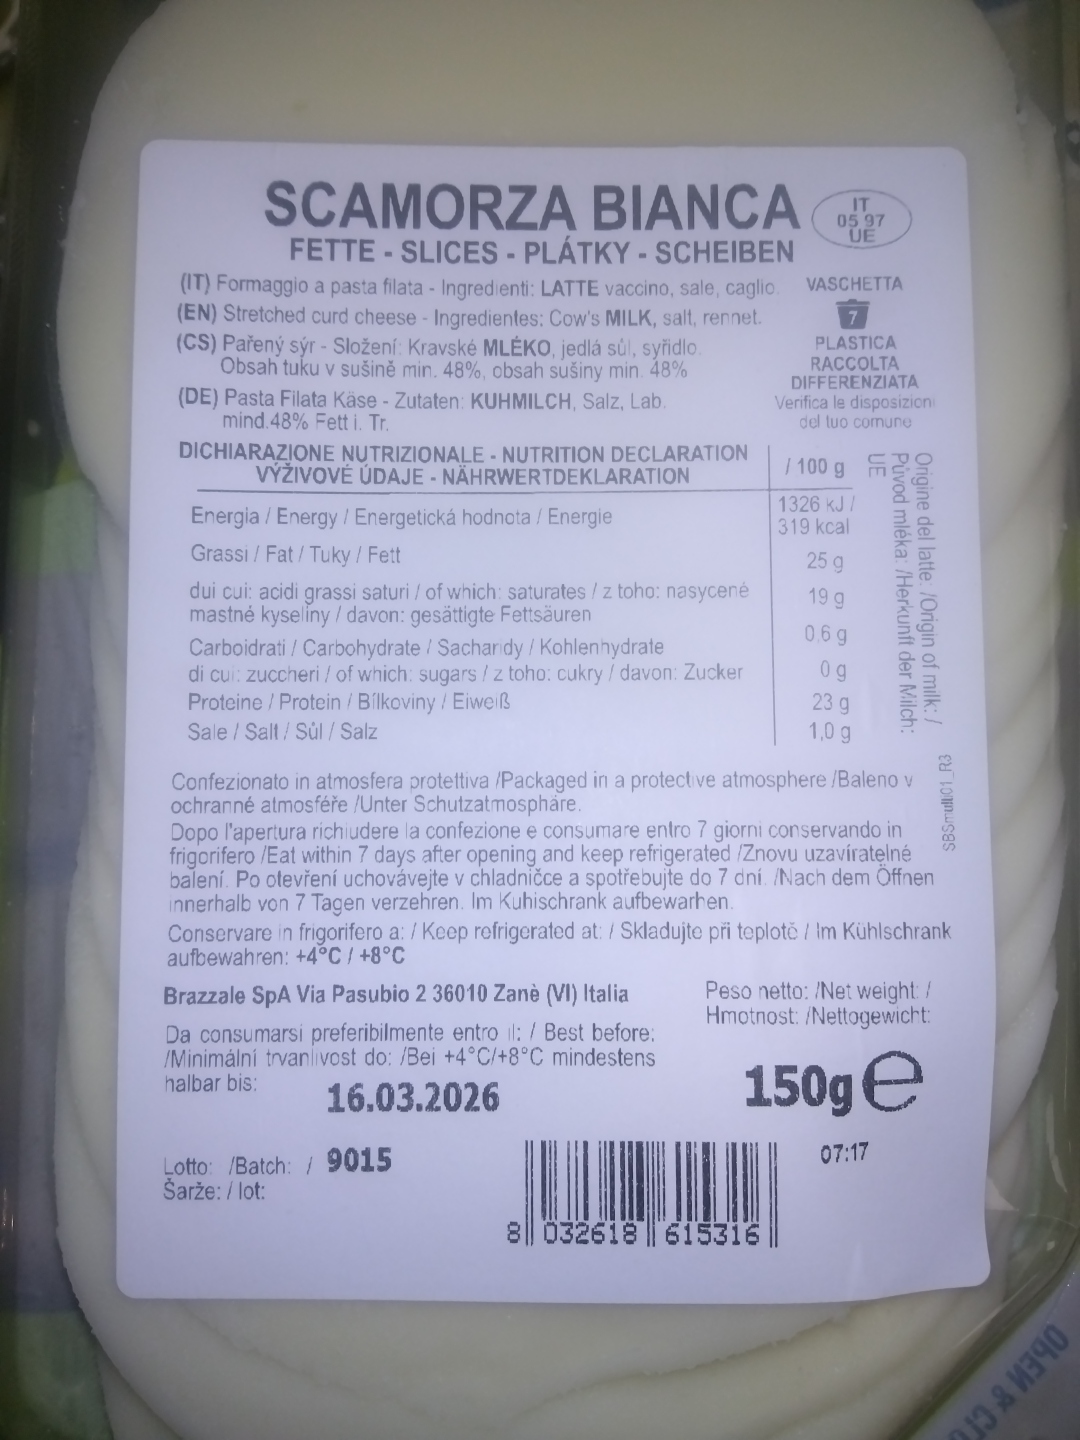 SCAMORZA BIANCA
FETTE - SLICES - PLÁTKY - SCHEIBEN
IT
05 97
UE
(IT) Formaggio a pasta filata - Ingredienti: LATTE vaccino, sale, caglio.
(EN) Stretched curd cheese - Ingredientes: Cow's MILK, salt, rennet.
(CS) Pařený sýr - Složení: Kravské MLÉKO, jedlá sůl, syřidlo.
Obsah tuku v sušině min. 48%, obsah sušiny min. 48%
(DE) Pasta Filata Käse - Zutaten: KUHMILCH, Salz, Lab.
mind.48% Fett i. Tr.
VASCHETTA
7
PLASTICA
RACCOLTA
DIFFERENZIATA
Verifica le disposizioni
del tuo comune
DICHIARAZIONE NUTRIZIONALE - NUTRITION DECLARATION
VÝŽIVOVÉ ÚDAJE - NÄHRWERTDEKLARATION
/ 100 g
Energia / Energy / Energetická hodnota / Energie
1326 kJ /
319 kcal
Grassi / Fat / Tuky / Fett
25 g
dui cui: acidi grassi saturi / of which: saturates / z toho: nasycené
mastné kyseliny / davon: gesättigte Fettsäuren
19 g
Carboidrati / Carbohydrate / Sacharidy / Kohlenhydrate
0.6 g
di cui: zuccheri / of which: sugars / z toho: cukry / davon: Zucker
0 g
Proteine / Protein / Bílkoviny / Eiweiß
23 g
Sale / Salt / Sůl / Salz
1,0 g
Origine del latte: /Origin of milk: /
Původ mléka: /Herkunft der Milch:
UE
SBSmulti01_R3
Confezionato in atmosfera protettiva /Packaged in a protective atmosphere /Baleno v
ochranné atmosféře /Unter Schutzatmosphäre.
Dopo l'apertura richiudere la confezione e consumare entro 7 giorni conservando in
frigorifero /Eat within 7 days after opening and keep refrigerated /Znovu uzavíratelné
balení. Po otevření uchovávejte v chladničce a spotřebujte do 7 dní. /Nach dem Öffnen
innerhalb von 7 Tagen verzehren. Im Kuhischrank aufbewarhen.
Conservare in frigorifero a: / Keep refrigerated at: / Skladujte při teplotě / Im Kühlschrank
aufbewahren: +4°C / +8°C
Brazzale SpA Via Pasubio 2 36010 Zanè (VI) Italia
Peso netto: /Net weight: /
Hmotnost: /Nettogewicht:
Da consumarsi preferibilmente entro il: / Best before:
/Minimální trvanlivost do: /Bei +4°C/+8°C mindestens
halbar bis:
16.03.2026
150g e
Lotto: /Batch: / 9015
Šarže: / lot:
07:17
8 032618 615316
OPEN &